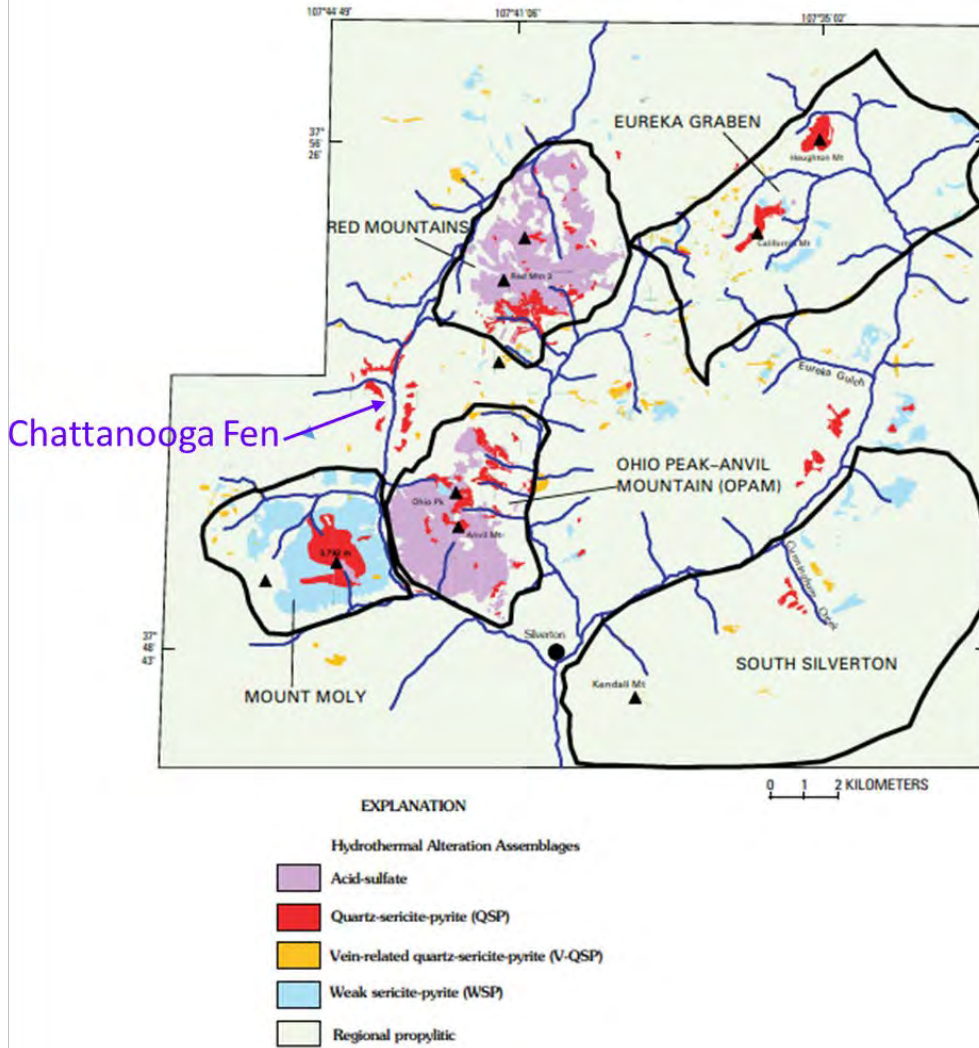 107°44'49"
107°41'06"
107°35'02"
37°
56'
26'
EUREKA GRABEN
Houghton Mt
RED MOUNTAINS
California Mt
Red Mtn 3
Eureka Gulch
Chattanooga Fen
OHIO PEAK–ANVIL
MOUNTAIN (OPAM)
Ohio Pk
Anvil Mt
Cunningham Creek
37°
48'
43'
Silverton
SOUTH SILVERTON
Kendall Mt
MOUNT MOLY
0 1 2 KILOMETERS
EXPLANATION
Hydrothermal Alteration Assemblages
Acid-sulfate
Quartz-sericite-pyrite (QSP)
Vein-related quartz-sericite-pyrite (V-QSP)
Weak sericite-pyrite (WSP)
Regional propylitic